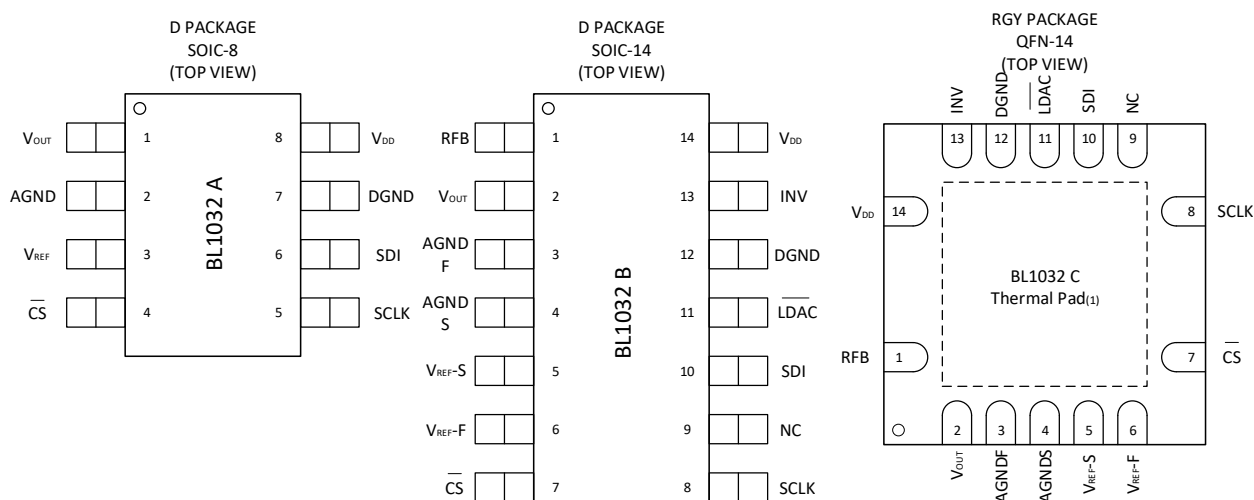 D PACKAGE
SOIC-8
(TOP VIEW)
VOUT 1
AGND 2
VREF 3
CS 4
8 VDD
7 DGND
6 SDI
5 SCLK
BL1032 A
D PACKAGE
SOIC-14
(TOP VIEW)
RFB 1
VOUT 2
AGND
F 3
AGND
S 4
VREF-S 5
VREF-F 6
CS 7
14 VDD
13 INV
12 DGND
11 LDAC
10 SDI
9 NC
8 SCLK
BL1032 B
RGY PACKAGE
QFN-14
(TOP VIEW)
INV DGND LDAC SDI NC
13 12 11 10 9
VDD 14
8 SCLK
BL1032 C
Thermal Pad(1)
RFB 1
7 CS
2 3 4 5 6
VOUT AGNDF AGNDS VREF-S VREF-F